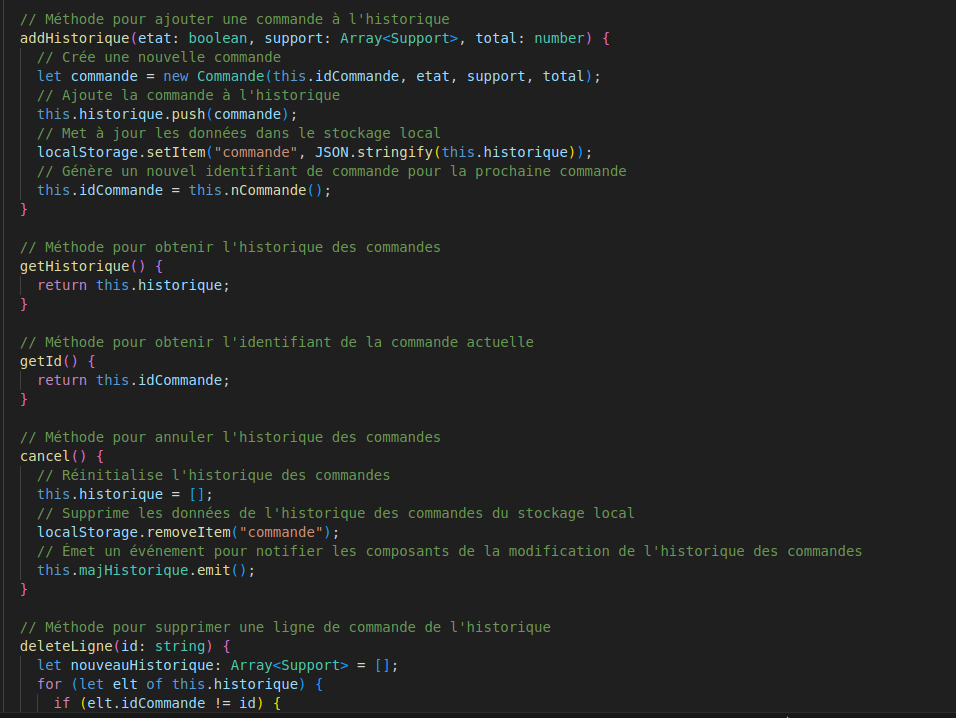 // Méthode pour ajouter une commande à l'historique
addHistorique(etat: boolean, support: Array<Support>, total: number) {
// Crée une nouvelle commande
let commande = new Commande(this.idCommande, etat, support, total);
// Ajoute la commande à l'historique
this.historique.push(commande);
// Met à jour les données dans le stockage local
localStorage.setItem("commande", JSON.stringify(this.historique));
// Génère un nouvel identifiant de commande pour la prochaine commande
this.idCommande = this.nCommande();
}
// Méthode pour obtenir l'historique des commandes
getHistorique() {
return this.historique;
}
// Méthode pour obtenir l'identifiant de la commande actuelle
getId() {
return this.idCommande;
}
// Méthode pour annuler l'historique des commandes
cancel() {
// Réinitialise l'historique des commandes
this.historique = [];
// Supprime les données de l'historique des commandes du stockage local
localStorage.removeItem("commande");
// Émet un événement pour notifier les composants de la modification de l'historique des commandes
this.majHistorique.emit();
}
// Méthode pour supprimer une ligne de commande de l'historique
deleteLigne(id: string) {
let nouveauHistorique: Array<Support> = [];
for (let elt of this.historique) {
if (elt.idCommande != id) {